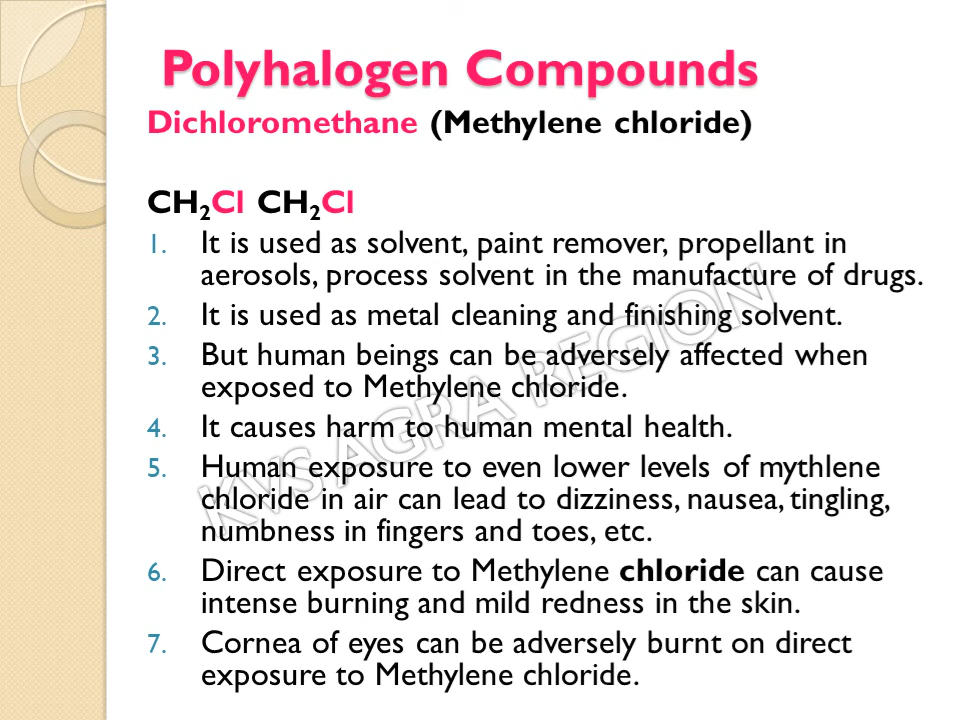 Polyhalogen Compounds
Dichloromethane (Methylene chloride)
CH₂Cl CH₂Cl
1. It is used as solvent, paint remover, propellant in
aerosols, process solvent in the manufacture of drugs.
2. It is used as metal cleaning and finishing solvent.
3. But human beings can be adversely affected when
exposed to Methylene chloride.
4. It causes harm to human mental health.
5. Human exposure to even lower levels of mythlene
chloride in air can lead to dizziness, nausea, tingling,
numbness in fingers and toes, etc.
6. Direct exposure to Methylene chloride can cause
intense burning and mild redness in the skin.
7. Cornea of eyes can be adversely burnt on direct
exposure to Methylene chloride.
KVS AGRA REGION